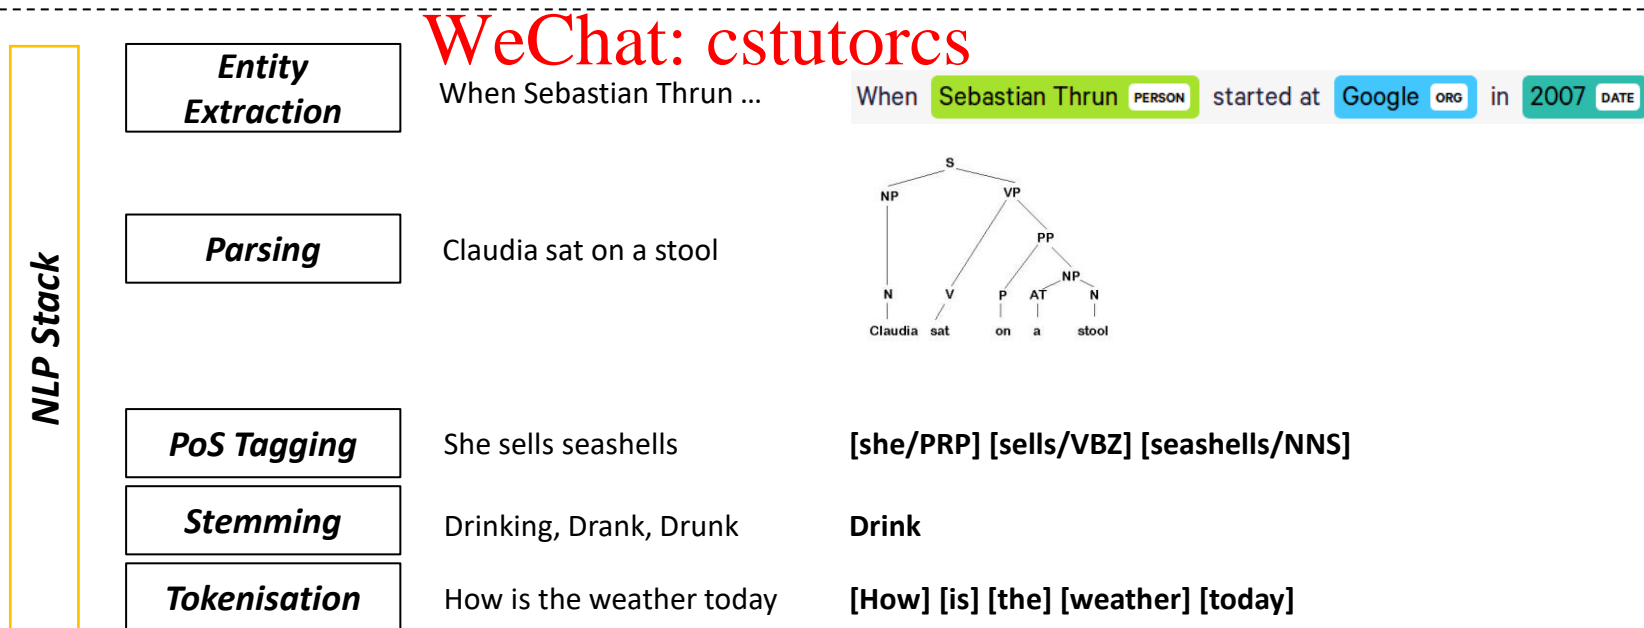 WeChat: cstutorcs
Entity
Extraction
When Sebastian Thrun ...
When Sebastian Thrun PERSON started at Google ORG in 2007 DATE
NLP Stack
Parsing
Claudia sat on a stool
S
NP VP
PP
NP
N V P AT N
Claudia sat on a stool
PoS Tagging
She sells seashells
[she/PRP] [sells/VBZ] [seashells/NNS]
Stemming
Drinking, Drank, Drunk
Drink
Tokenisation
How is the weather today
[How] [is] [the] [weather] [today]